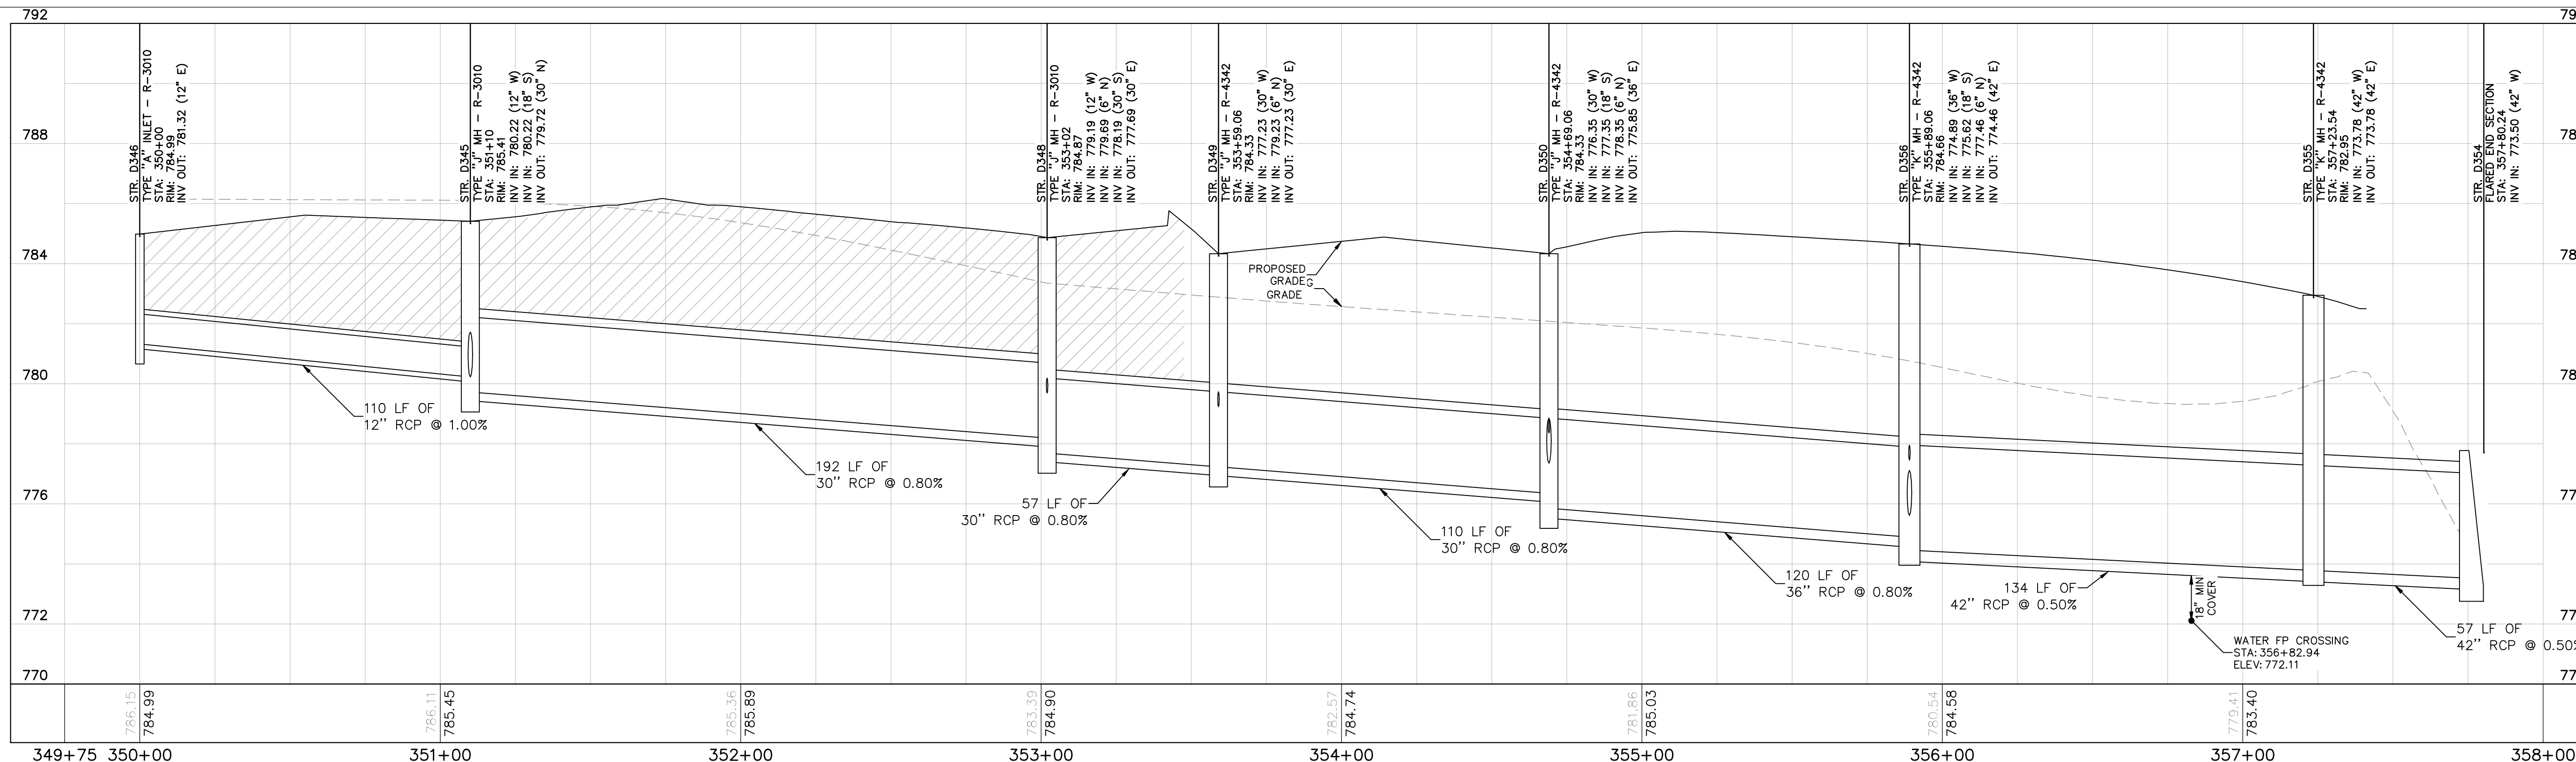 792
788
784
780
776
772
770
STR. D346
TYPE "A" INLET - R-3010
STA: 350+00
RIM: 784.99
INV OUT: 781.32 (12" E)
STR. D345
TYPE "J" MH - R-3010
STA: 351+10
RIM: 785.41
INV IN: 780.22 (12" W)
INV IN: 780.22 (18" S)
INV OUT: 779.72 (30" N)
STR. D348
TYPE "J" MH - R-3010
STA: 353+02
RIM: 784.87
INV IN: 779.19 (12" W)
INV IN: 779.69 (6" N)
INV IN: 778.19 (30" S)
INV OUT: 777.69 (30" E)
STR. D349
TYPE "J" MH - R-4342
STA: 353+59.06
RIM: 784.33
INV IN: 777.23 (30" W)
INV IN: 779.23 (6" N)
INV OUT: 777.23 (30" E)
STR. D350
TYPE "J" MH - R-4342
STA: 354+69.06
RIM: 784.33
INV IN: 776.35 (30" W)
INV IN: 777.35 (18" S)
INV IN: 778.35 (6" N)
INV OUT: 775.85 (36" E)
STR. D356
TYPE "K" MH - R-4342
STA: 355+89.06
RIM: 784.66
INV IN: 774.89 (36" W)
INV IN: 775.62 (18" S)
INV IN: 777.46 (6" N)
INV OUT: 774.46 (42" E)
STR. D355
TYPE "K" MH - R-4342
STA: 357+23.54
RIM: 782.95
INV IN: 773.78 (42" W)
INV OUT: 773.78 (42" E)
STR. D354
FLARED END SECTION
STA: 357+80.24
INV IN: 773.50 (42" W)
79
78
78
78
77
77
77
PROPOSED
GRADE
GRADE
110 LF OF
12'' RCP @ 1.00%
192 LF OF
30'' RCP @ 0.80%
57 LF OF
30'' RCP @ 0.80%
110 LF OF
30'' RCP @ 0.80%
120 LF OF
36'' RCP @ 0.80%
134 LF OF
42'' RCP @ 0.50%
18" MIN
COVER
WATER FP CROSSING
STA: 356+82.94
ELEV: 772.11
57 LF OF
42'' RCP @ 0.50%
786.15
784.99
786.11
785.45
785.36
785.89
783.39
784.90
782.57
784.74
781.86
785.03
780.54
784.58
779.41
783.40
349+75 350+00
351+00
352+00
353+00
354+00
355+00
356+00
357+00
358+00